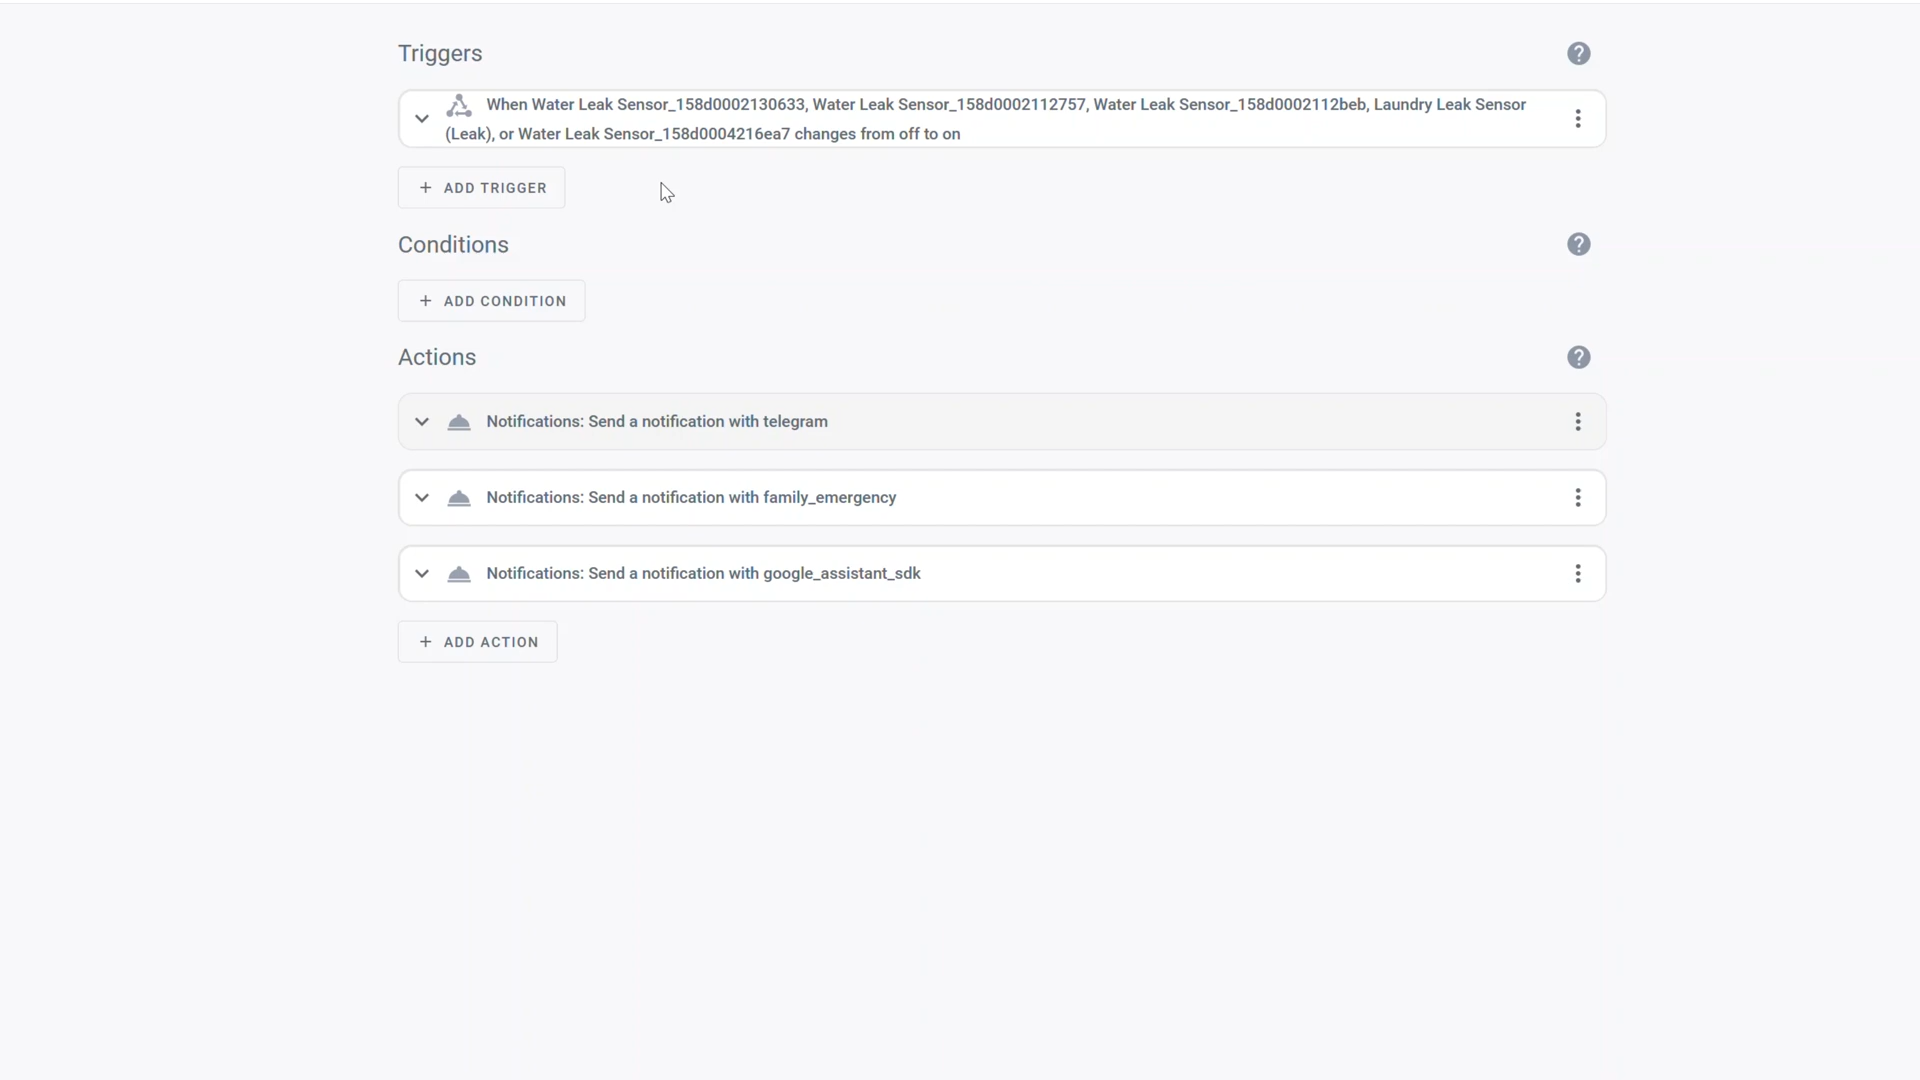 Triggers
When Water Leak Sensor_158d0002130633, Water Leak Sensor_158d0002112757, Water Leak Sensor_158d0002112beb, Laundry Leak Sensor
(Leak), or Water Leak Sensor_158d0004216ea7 changes from off to on
+ ADD TRIGGER
Conditions
+ ADD CONDITION
Actions
Notifications: Send a notification with telegram
Notifications: Send a notification with family_emergency
Notifications: Send a notification with google_assistant_sdk
+ ADD ACTION